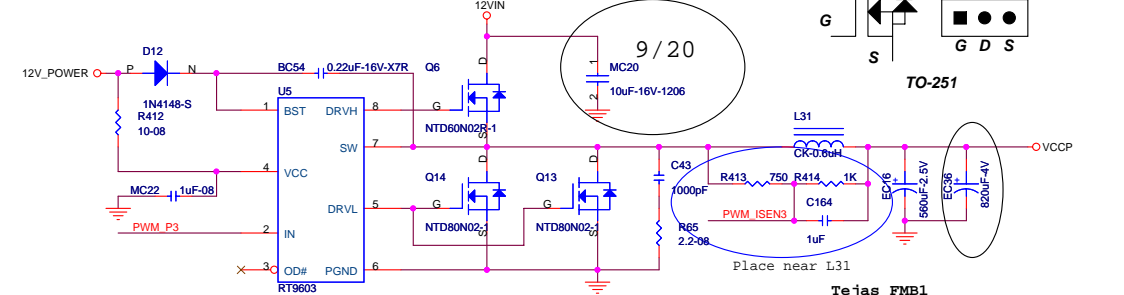 12VIN
G
S
G D S
TO-251
9/20
D12
12V_POWER
P
N
1N4148-S
R412
10-08
BC54
0.22uF-16V-X7R
Q6
D
G
S
NTD60N02R-1
1
MC20
10uF-16V-1206
2
U5
1 BST
DRVH 8
SW 7
4 VCC
DRVL 5
2 IN
3 OD#
PGND 6
RT9603
MC22
1uF-08
PWM_P3
Q14
D
G
S
NTD80N02-1
Q13
D
G
S
NTD80N02-1
C43
1000pF
R65
2.2-08
L31
CK-0.6uH
R413
750
R414
1K
C164
1uF
PWM_ISEN3
Place near L31
EC16
+
560uF-2.5V
EC36
+
820uF-4V
VCCP
Tejas FMB1